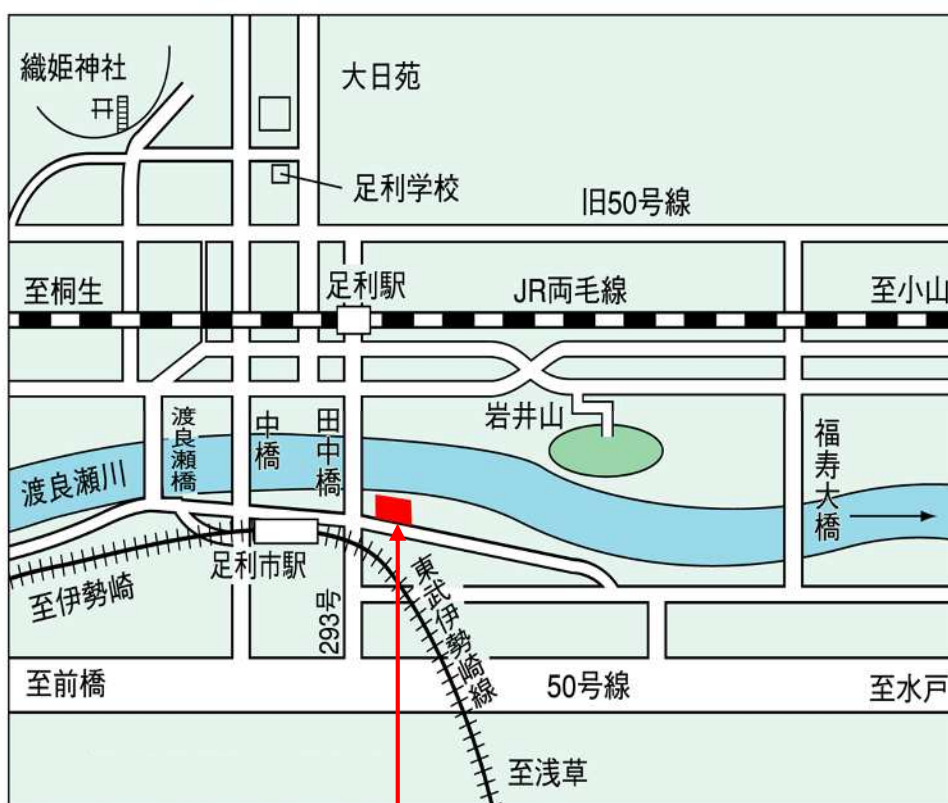 織姫神社
大日苑
足利学校
旧50号線
至桐生
足利駅
JR両毛線
至小山
渡良瀬橋
中橋
田中橋
岩井山
福寿大橋
渡良瀬川
足利市駅
至伊勢崎
293号
東武伊勢崎線
至前橋
50号線
至水戸
至浅草